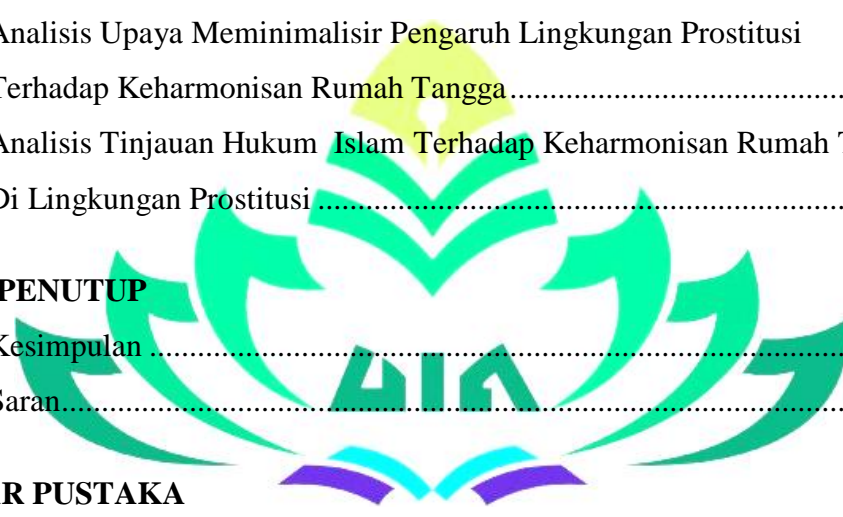 Analisis Upaya Meminimalisir Pengaruh Lingkungan Prostitusi
Terhadap Keharmonisan Rumah Tangga................................................
Analisis Tinjauan Hukum Islam Terhadap Keharmonisan Rumah T
Di Lingkungan Prostitusi........................................................................
PENUTUP
Kesimpulan............................................................................................
UIN
Saran......................................................................................................
R PUSTAKA